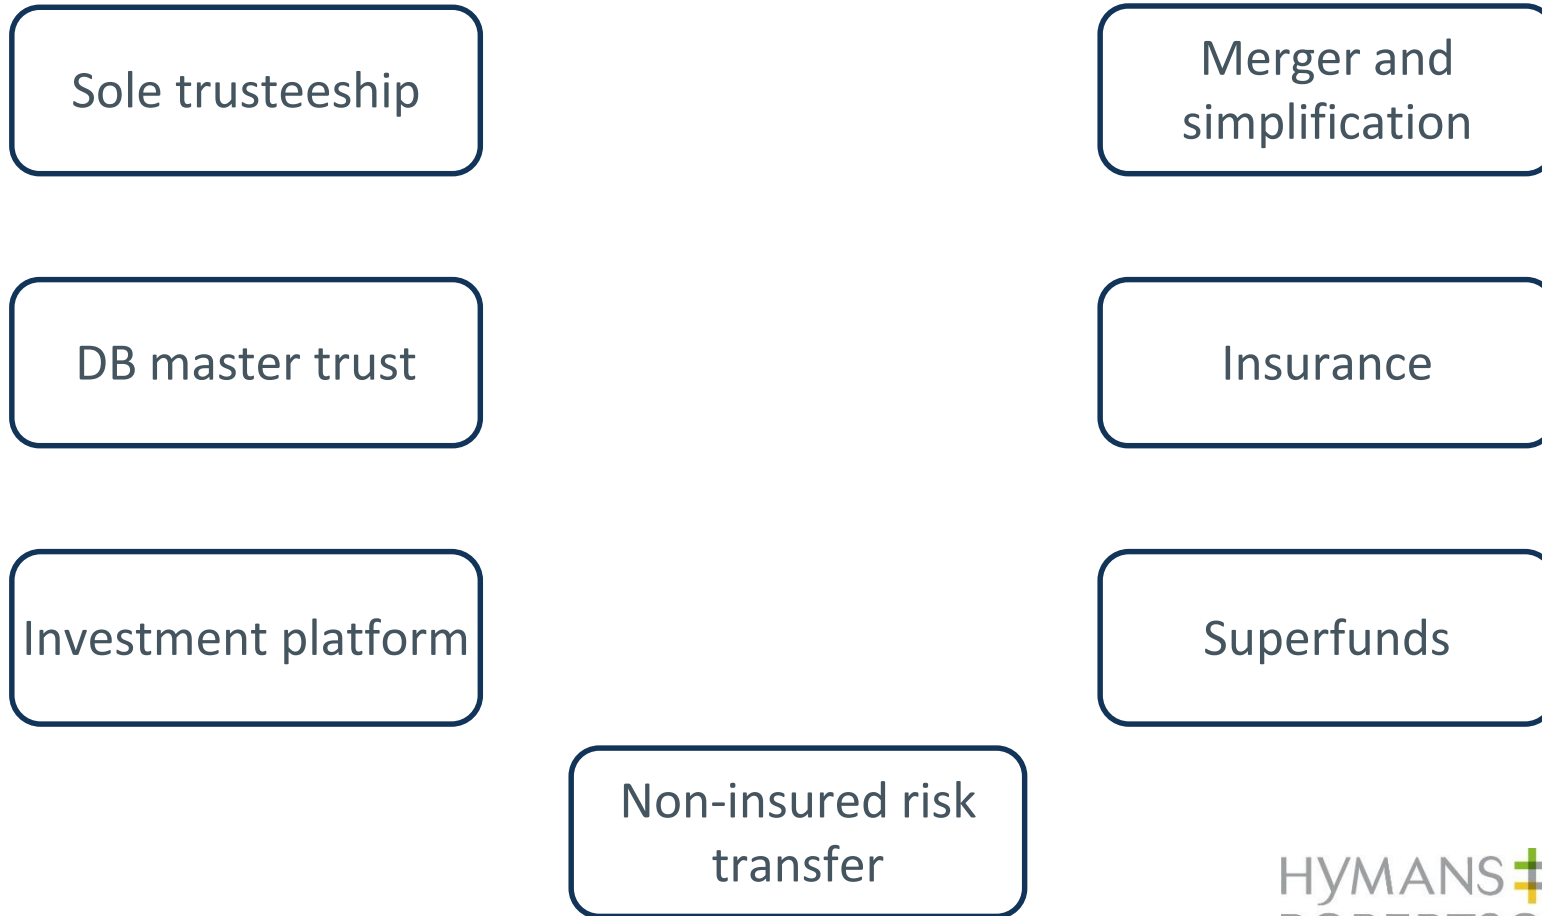 Sole trusteeship
Merger and
simplification
DB master trust
Insurance
Investment platform
Superfunds
Non-insured risk
transfer
HYMANS